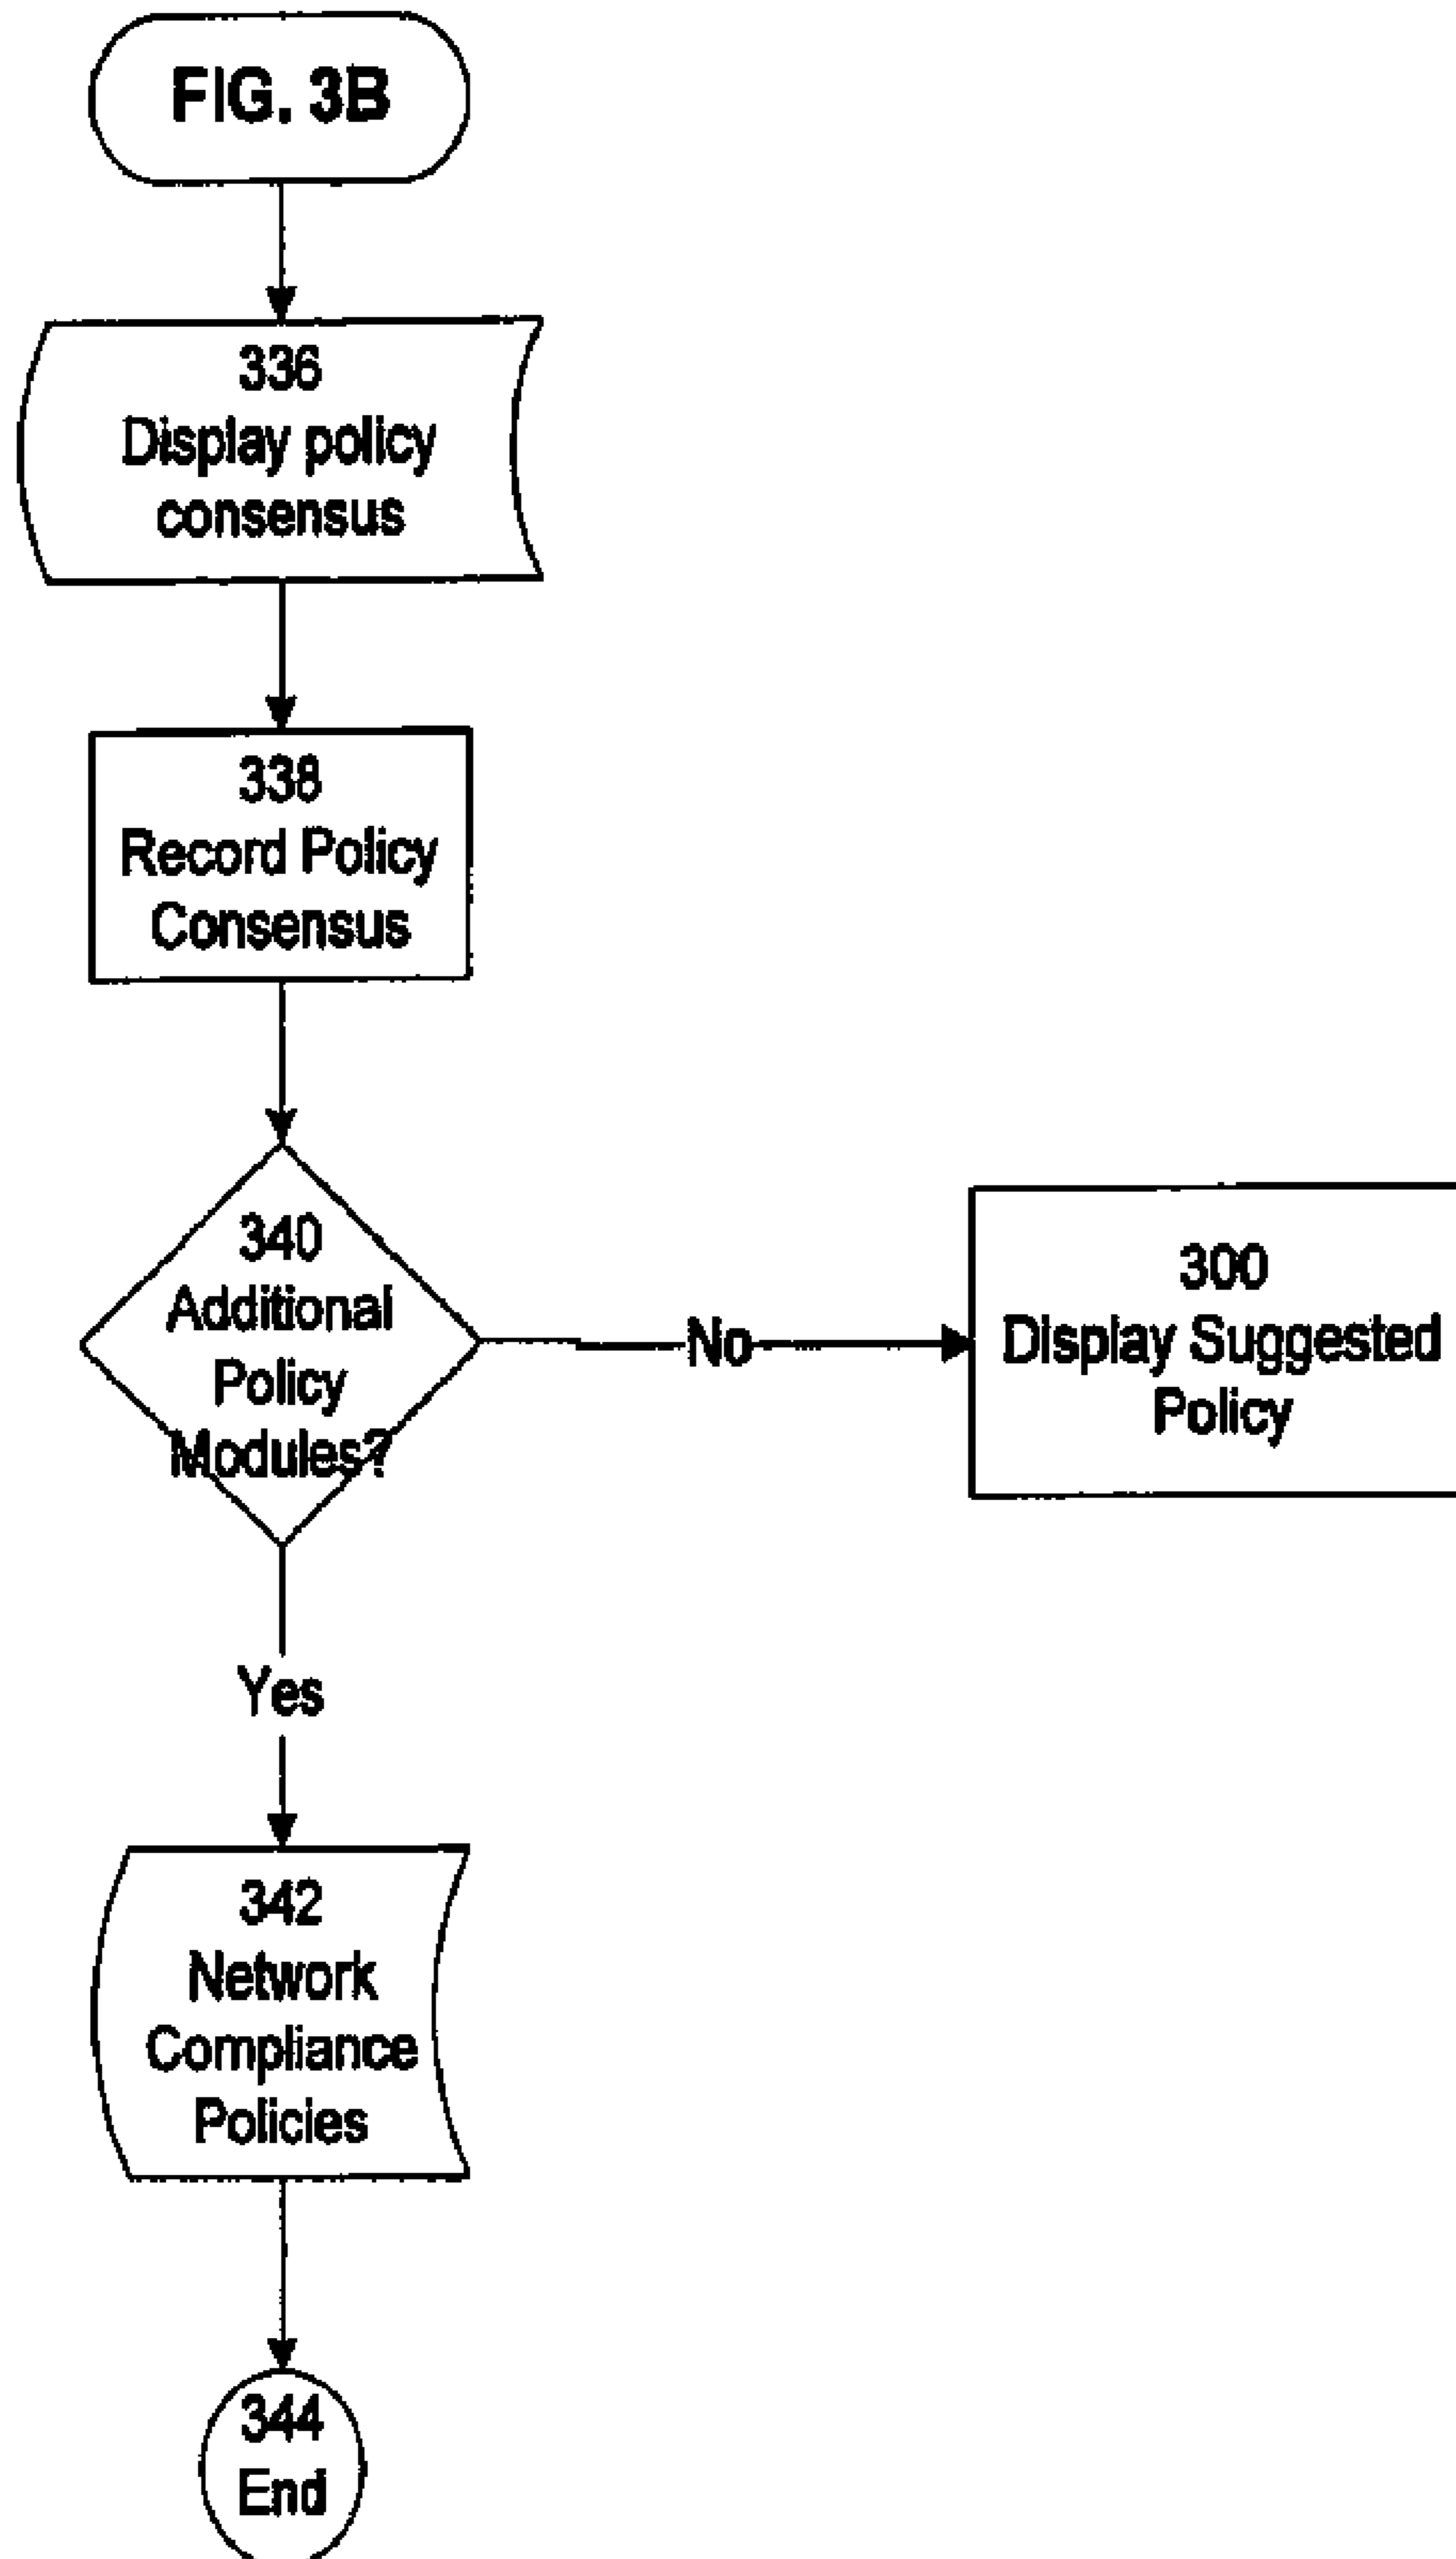 FIG. 3B
336
Display policy
consensus
338
Record Policy
Consensus
340
Additional
Policy
Modules?
No
300
Display Suggested
Policy
Yes
342
Network
Compliance
Policies
344
End